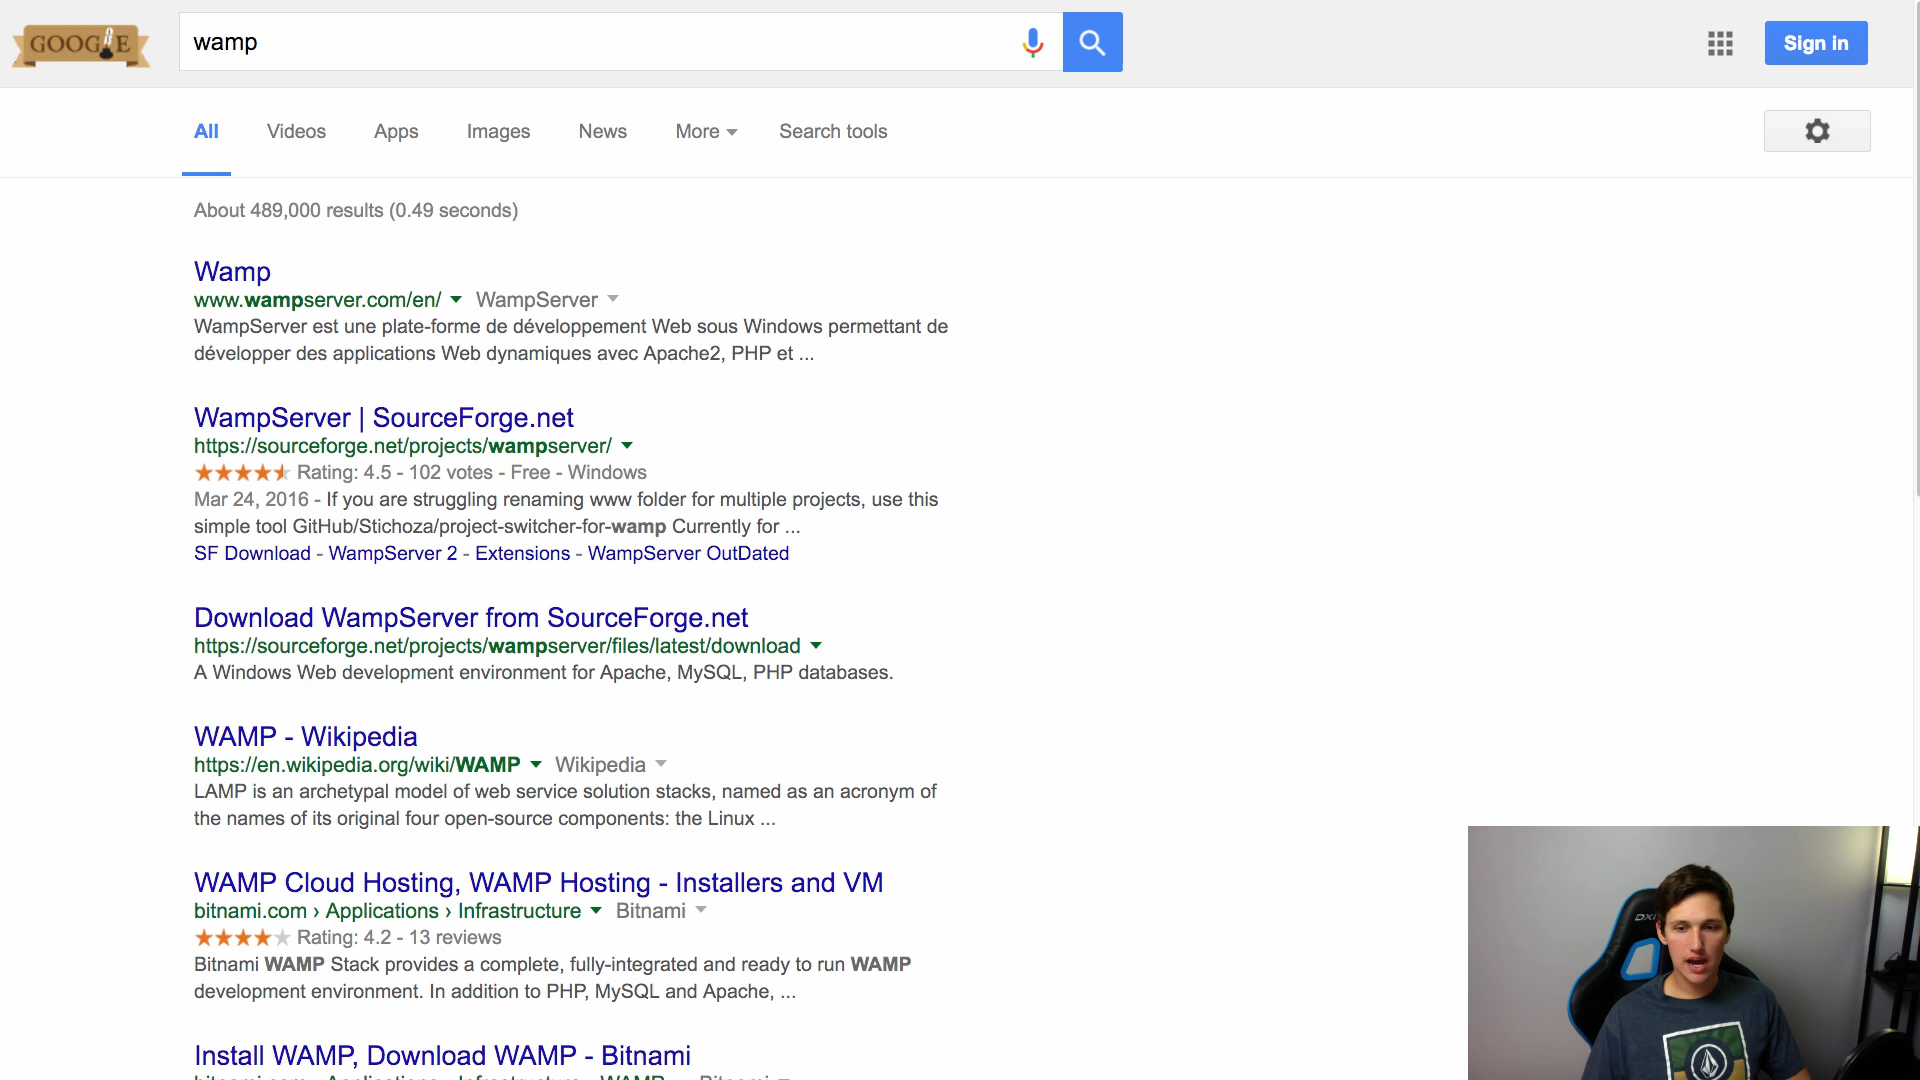 GOOGLE
wamp
Sign in
All Videos Apps Images News More Search tools
About 489,000 results (0.49 seconds)
Wamp
www.wampserver.com/en/ WampServer
WampServer est une plate-forme de développement Web sous Windows permettant de
développer des applications Web dynamiques avec Apache2, PHP et ...
WampServer | SourceForge.net
https://sourceforge.net/projects/wampserver/
Rating: 4.5 - 102 votes - Free - Windows
Mar 24, 2016 - If you are struggling renaming www folder for multiple projects, use this
simple tool GitHub/Stichoza/project-switcher-for-wamp Currently for ...
SF Download - WampServer 2 - Extensions - WampServer OutDated
Download WampServer from SourceForge.net
https://sourceforge.net/projects/wampserver/files/latest/download
A Windows Web development environment for Apache, MySQL, PHP databases.
WAMP - Wikipedia
https://en.wikipedia.org/wiki/WAMP Wikipedia
LAMP is an archetypal model of web service solution stacks, named as an acronym of
the names of its original four open-source components: the Linux ...
WAMP Cloud Hosting, WAMP Hosting - Installers and VM
bitnami.com › Applications › Infrastructure Bitnami
Rating: 4.2 - 13 reviews
Bitnami WAMP Stack provides a complete, fully-integrated and ready to run WAMP
development environment. In addition to PHP, MySQL and Apache, ...
Install WAMP, Download WAMP - Bitnami